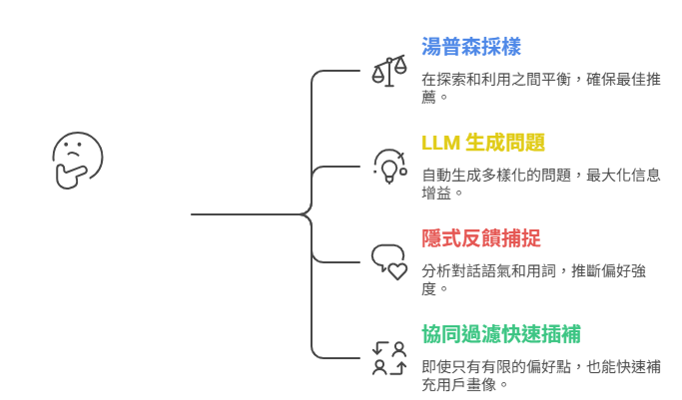 湯普森採樣
在探索和利用之間平衡，確保最佳推
薦。
LLM 生成問題
自動生成多樣化的問題，最大化信息
增益。
隱式反饋捕捉
分析對話語氣和用詞，推斷偏好強
度。
協同過濾快速插補
即使只有有限的偏好點，也能快速補
充用戶畫像。